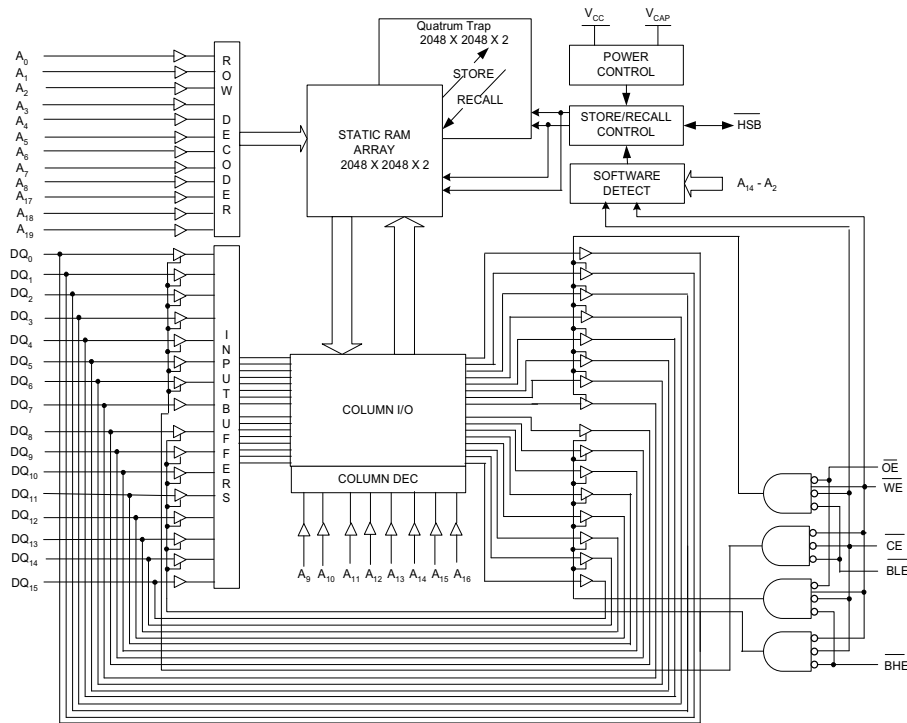 Quatrum Trap
2048 X 2048 X 2
STORE
RECALL
VCC
VCAP
POWER
CONTROL
STORE/RECALL
CONTROL
HSB
SOFTWARE
DETECT
A14 - A2
STATIC RAM
ARRAY
2048 X 2048 X 2
A0
A1
A2
A3
A4
A5
A6
A7
A8
A17
A18
A19
ROW DECODER
DQ0
DQ1
DQ2
DQ3
DQ4
DQ5
DQ6
DQ7
DQ8
DQ9
DQ10
DQ11
DQ12
DQ13
DQ14
DQ15
INPUTBUFFERS
COLUMN I/O
COLUMN DEC
A9 A10 A11 A12 A13 A14 A15 A16
OE
WE
CE
BLE
BHE